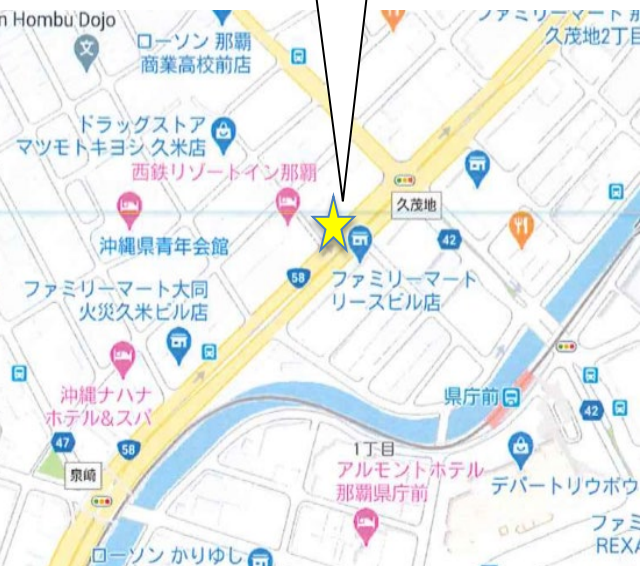 n Hombu Dojo
ローソン 那覇
商業高校前店
ファミリーマート 那
久茂地2丁目
ドラッグストア
マツモトキヨシ 久米店
西鉄リゾートイン那覇
久茂地
沖縄県青年会館
42
58
ファミリーマート
リースビル店
ファミリーマート大同
火災久米ビル店
沖縄ナハナ
ホテル&スパ
県庁前
42
47
58
泉崎
1丁目
アルモントホテル
那覇県庁前
デパートリウボウ
ローソン かりゆし
ファミ
REXA